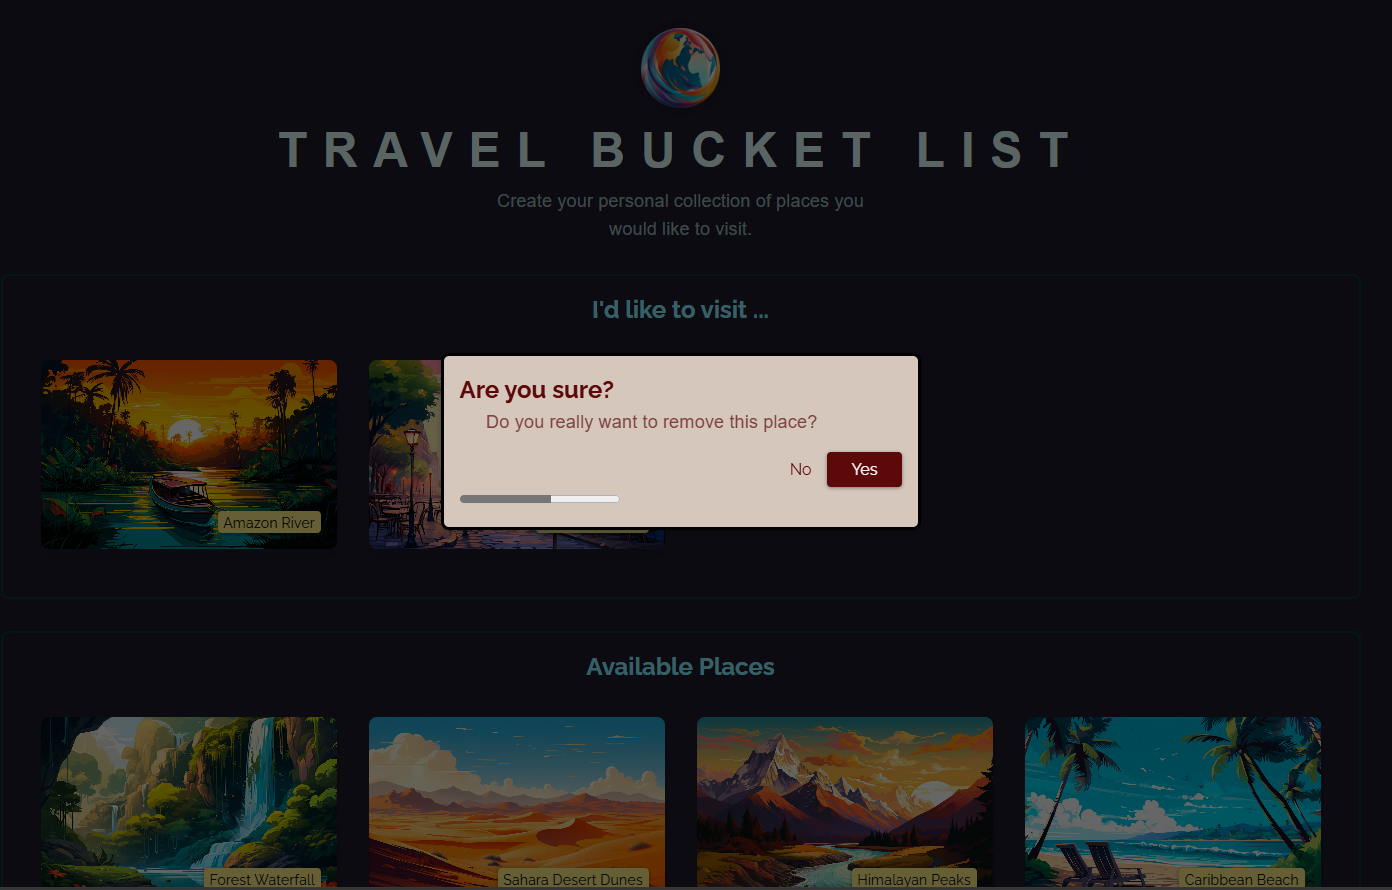 TRAVEL BUCKET LIST
Create your personal collection of places you
would like to visit.
I'd like to visit ...
Are you sure?
Do you really want to remove this place?
No
Yes
Amazon River
Available Places
Forest Waterfall
Sahara Desert Dunes
Himalayan Peaks
Caribbean Beach